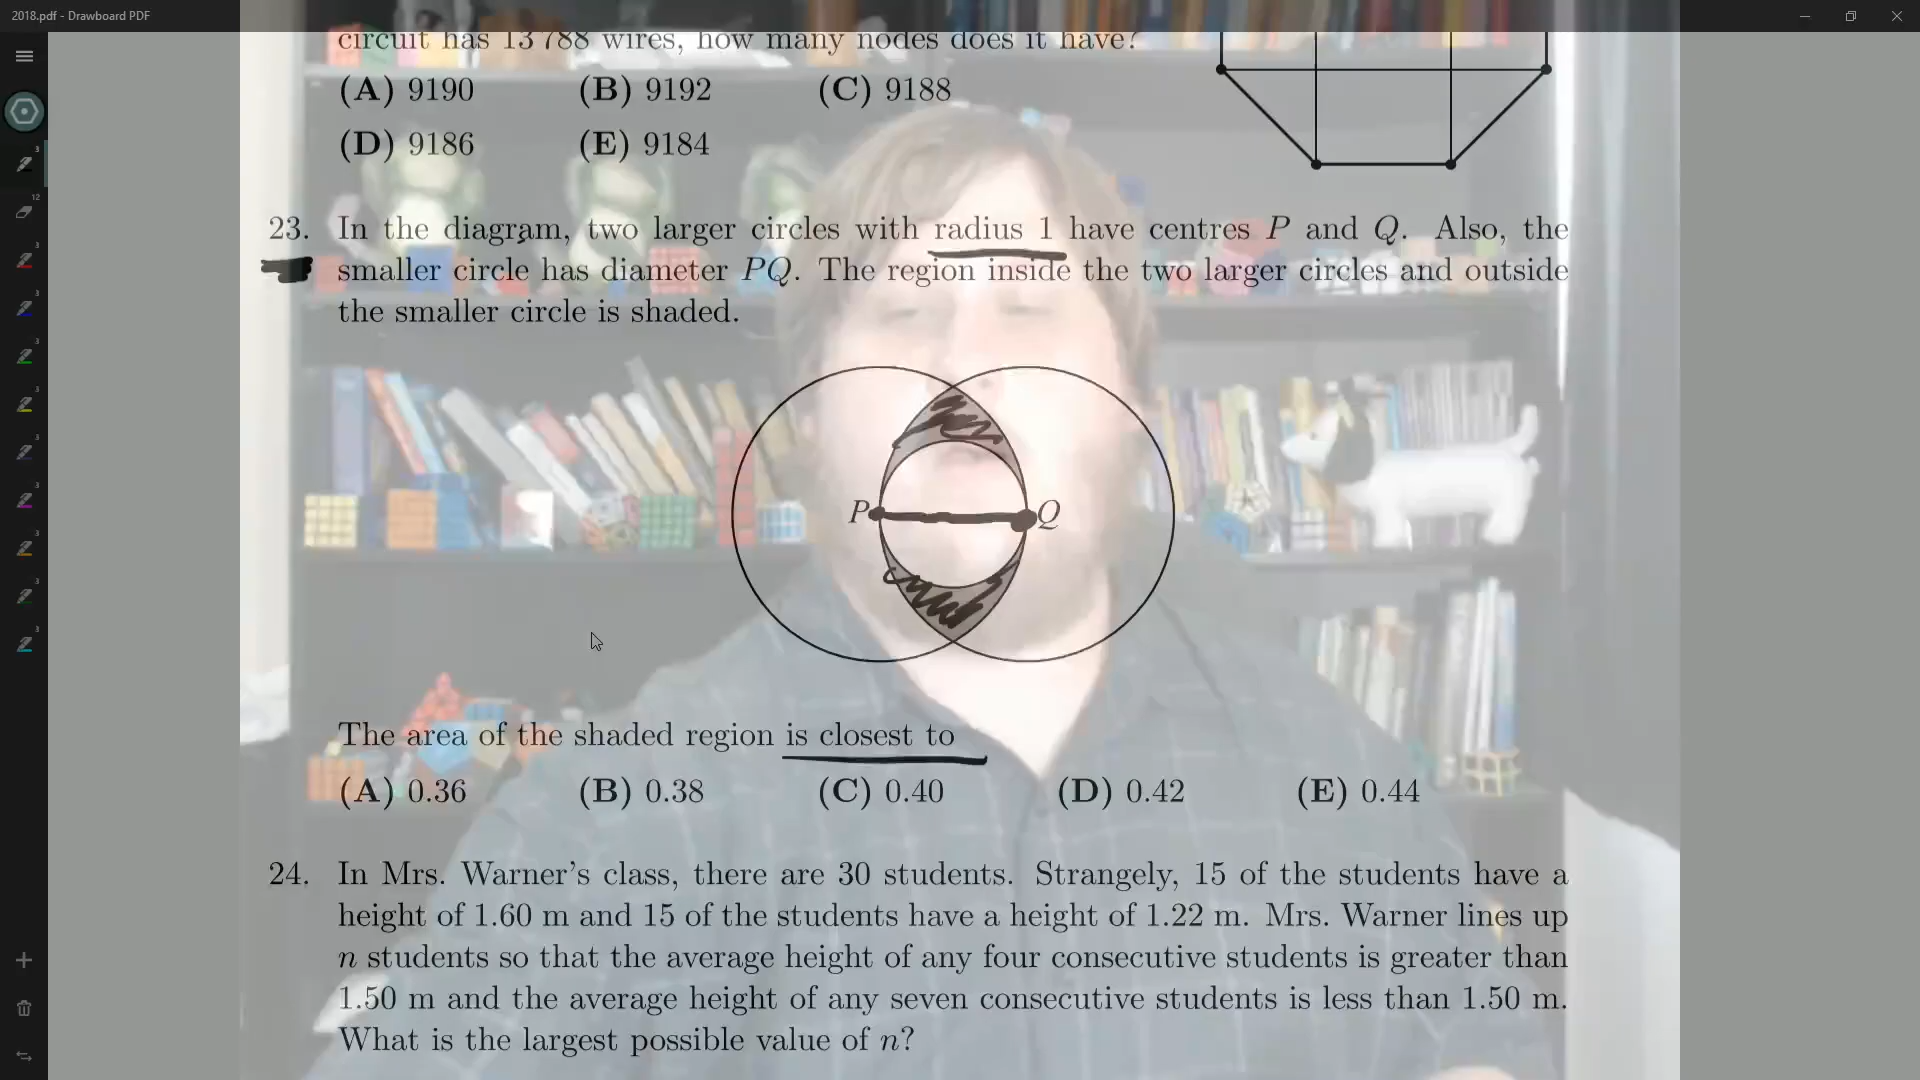 2018.pdf - Drawboard PDF
circuit has 13 788 wires, how many nodes does it have?
(A) 9190 (B) 9192 (C) 9188
(D) 9186 (E) 9184
23. In the diagram, two larger circles with radius 1 have centres P and Q. Also, the
smaller circle has diameter PQ. The region inside the two larger circles and outside
the smaller circle is shaded.
P Q
The area of the shaded region is closest to
(A) 0.36 (B) 0.38 (C) 0.40 (D) 0.42 (E) 0.44
24. In Mrs. Warner's class, there are 30 students. Strangely, 15 of the students have a
height of 1.60 m and 15 of the students have a height of 1.22 m. Mrs. Warner lines up
n students so that the average height of any four consecutive students is greater than
1.50 m and the average height of any seven consecutive students is less than 1.50 m.
What is the largest possible value of n?